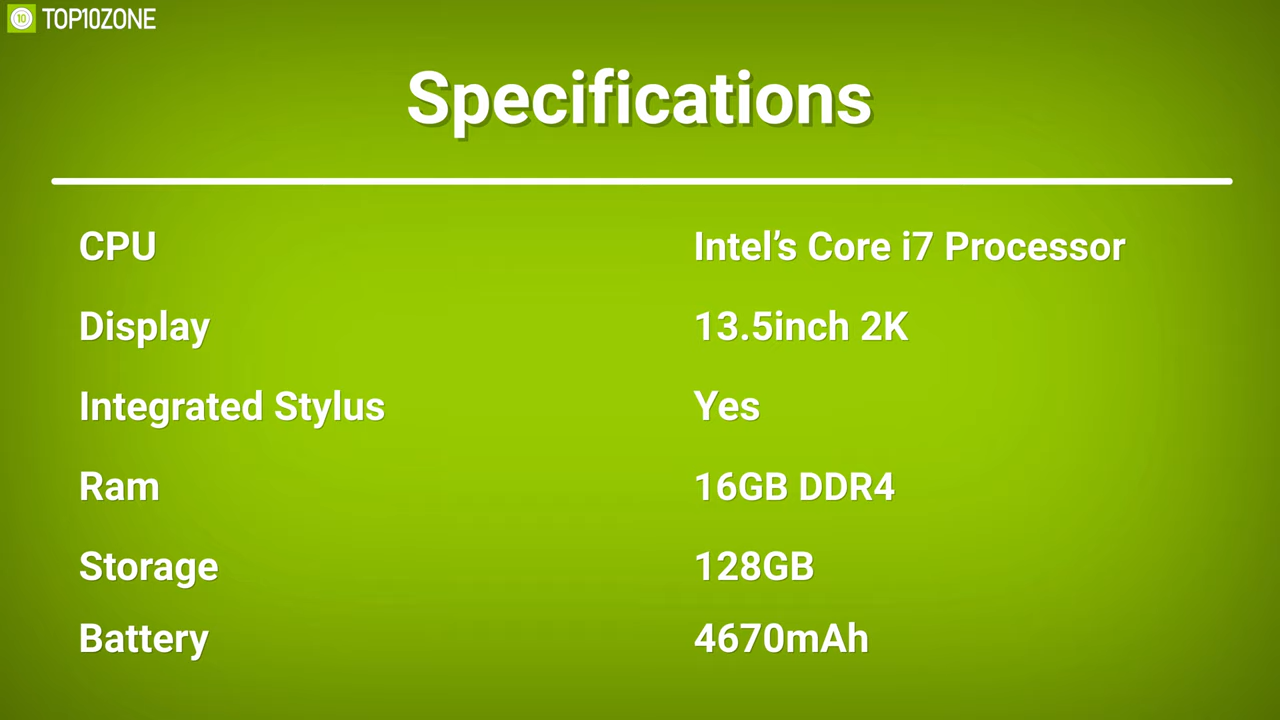 10 TOP10ZONE
Specifications
CPU Intel’s Core i7 Processor
Display 13.5inch 2K
Integrated Stylus Yes
Ram 16GB DDR4
Storage 128GB
Battery 4670mAh